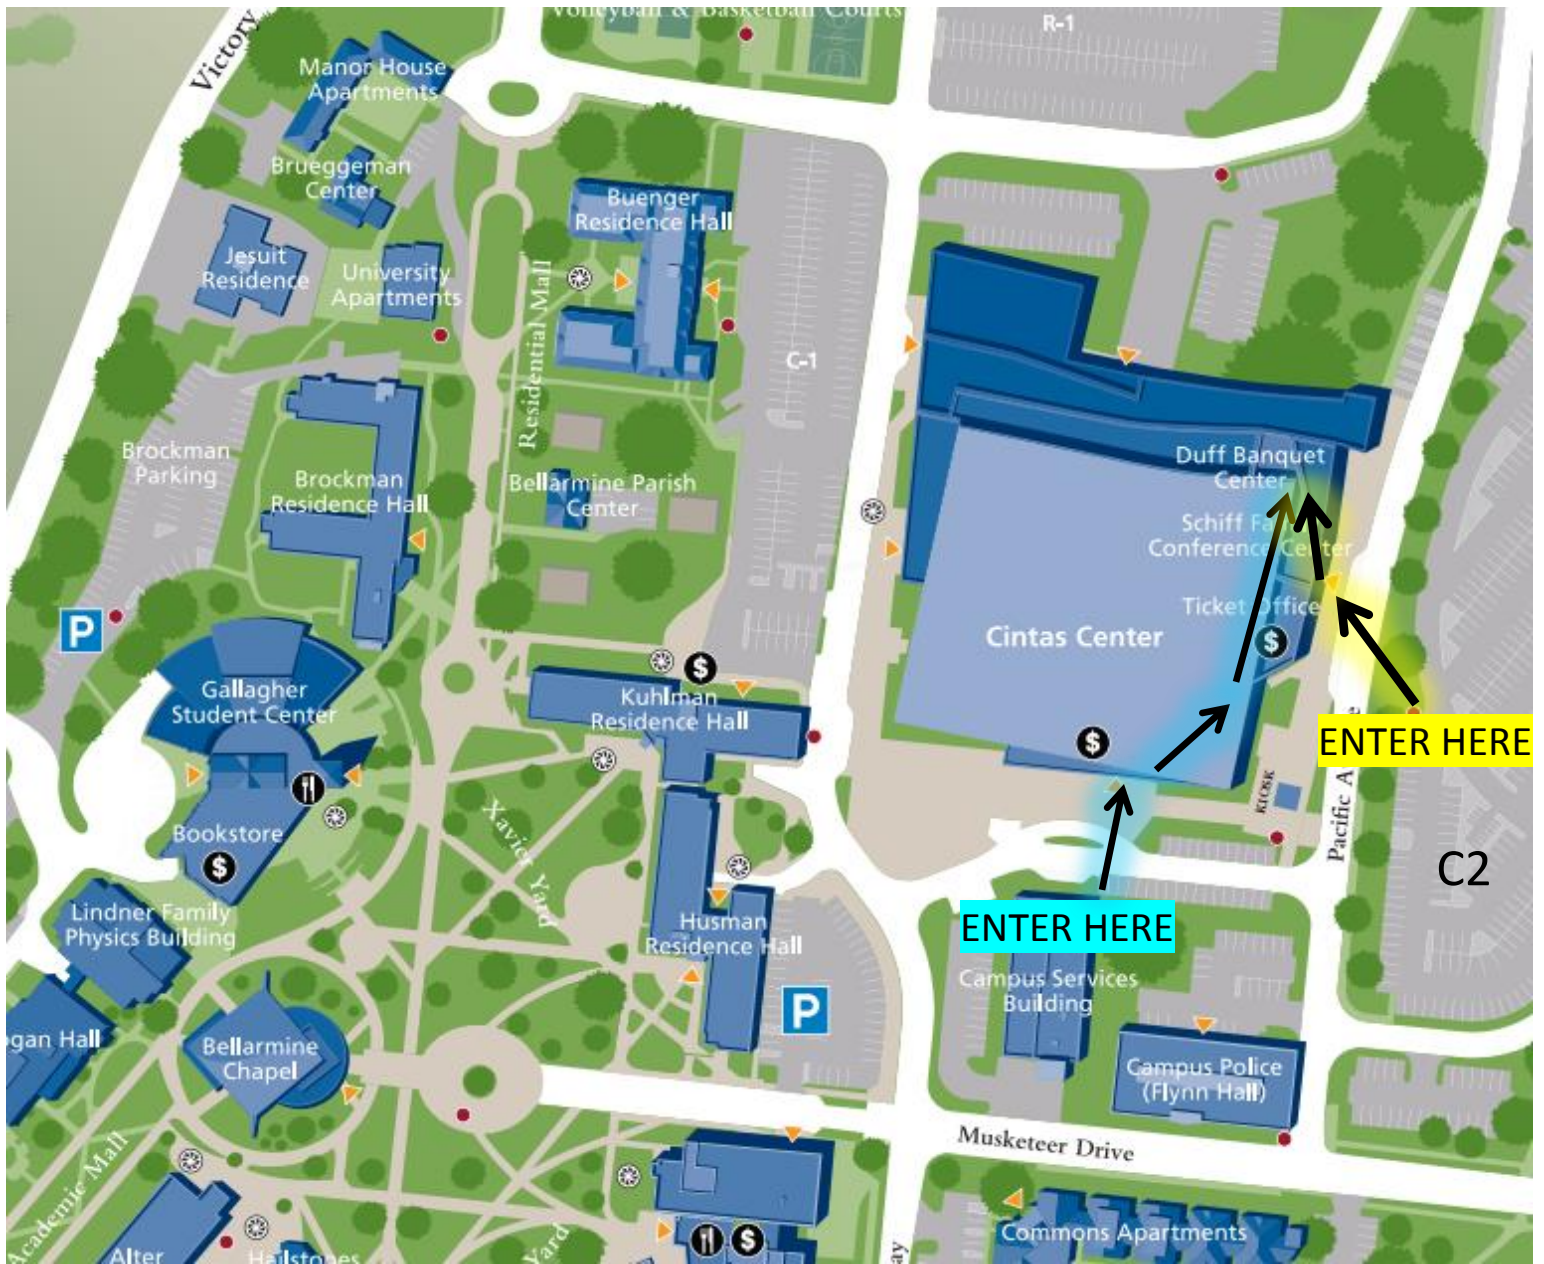 Volleyball & Basketball Courts
R-1
Victory
Manor House
Apartments
Brueggeman
Center
Buenger
Residence Hall
Jesuit
Residence
University
Apartments
Residential Mall
C-1
Brockman
Parking
Brockman
Residence Hall
Bellarmine Parish
Center
Duff Banquet
Center
Schiff Fa
Conference Center
Ticket Office
$
Cintas Center
P
Gallagher
Student Center
$
Kuhlman
Residence Hall
$
ENTER HERE
KIOSK
Pacific A e
Xavier Yard
Bookstore
$
C2
Lindner Family
Physics Building
Husman
Residence Hall
ENTER HERE
Campus Services
Building
P
ogan Hall
Bellarmine
Chapel
Campus Police
(Flynn Hall)
Musketeer Drive
Academic Mall
Commons Apartments
$
Yard
ay
Alter
Hailstones